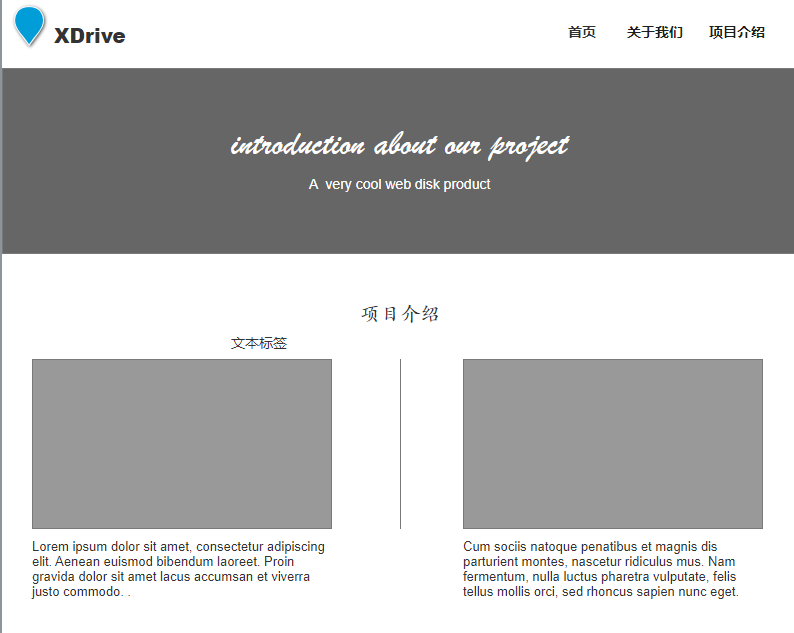 XDrive
首页 关于我们 项目介绍
introduction about our project
A very cool web disk product
项目介绍
文本标签
Lorem ipsum dolor sit amet, consectetur adipiscing
elit. Aenean euismod bibendum laoreet. Proin
gravida dolor sit amet lacus accumsan et viverra
justo commodo. .
Cum sociis natoque penatibus et magnis dis
parturient montes, nascetur ridiculus mus. Nam
fermentum, nulla luctus pharetra vulputate, felis
tellus mollis orci, sed rhoncus sapien nunc eget.